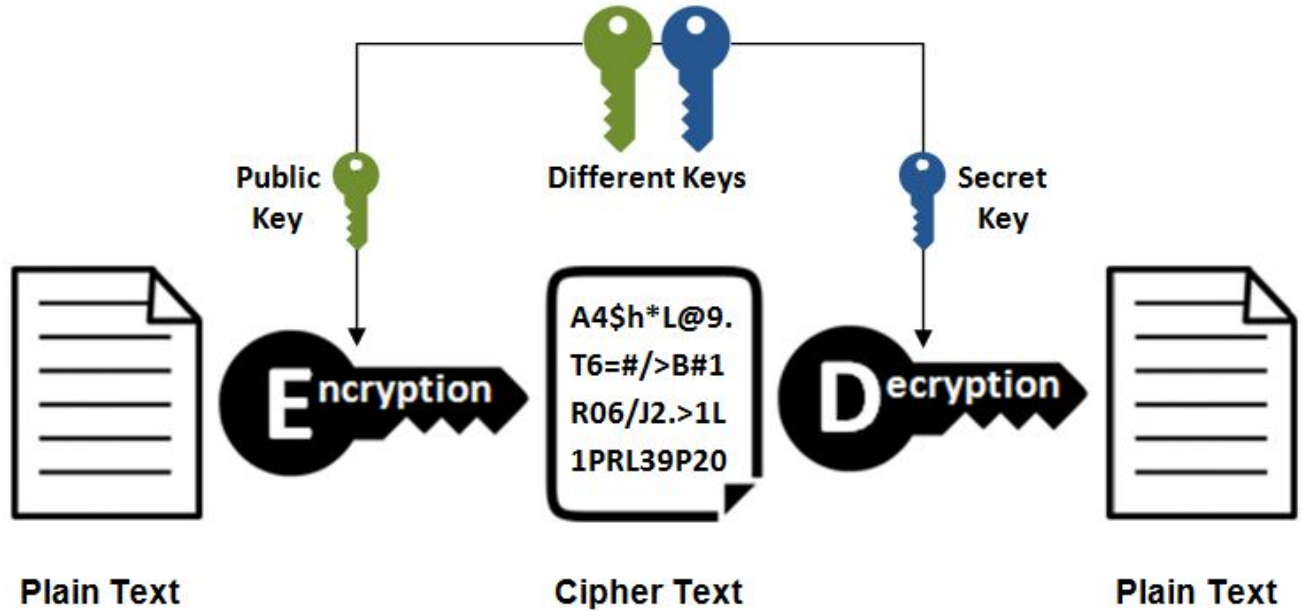 Public
Key
Different Keys
Secret
Key
Encryption
A4$h*L@9.
T6=#/>B#1
R06/J2.>1L
1PRL39P20
Decryption
Plain Text
Cipher Text
Plain Text